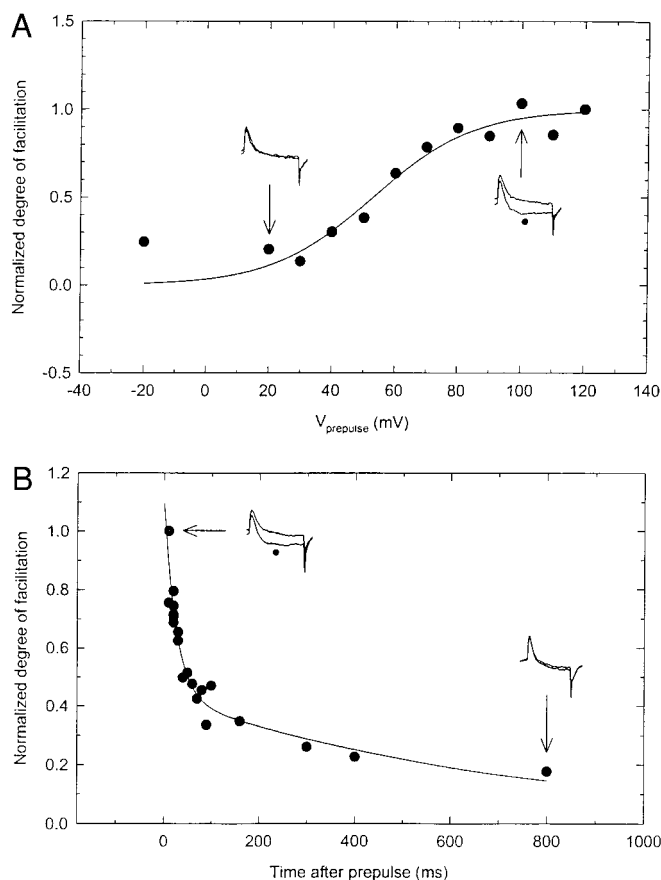 A
Normalized degree of facilitation
1.5
1.0
0.5
0.0
-0.5
-40 -20 0 20 40 60 80 100 120 140
Vprepulse (mV)
B
Normalized degree of facilitation
1.2
1.0
0.8
0.6
0.4
0.2
0.0
0 200 400 600 800 1000
Time after prepulse (ms)